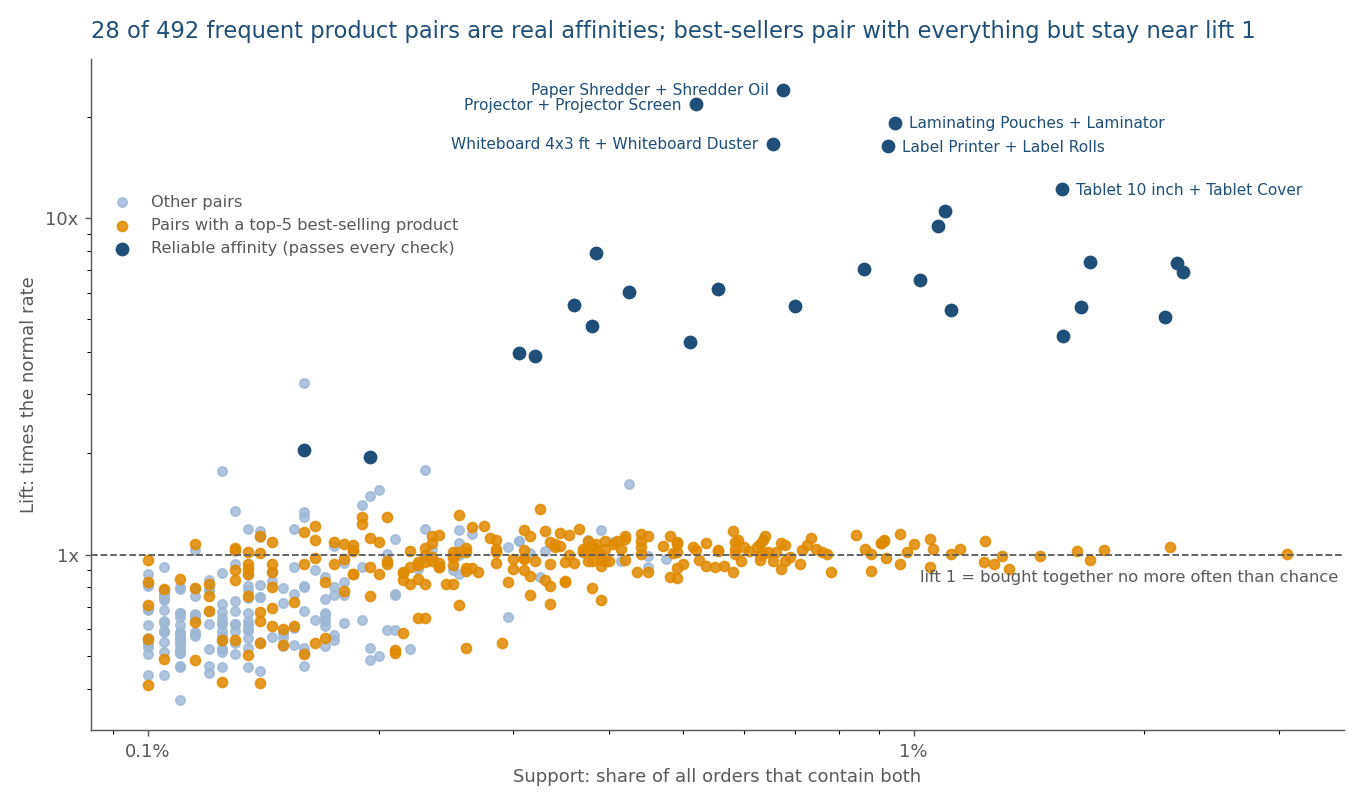 28 of 492 frequent product pairs are real affinities; best-sellers pair with everything but stay near lift 1
Paper Shredder + Shredder Oil
Projector + Projector Screen
Laminating Pouches + Laminator
Whiteboard 4x3 ft + Whiteboard Duster
Label Printer + Label Rolls
Tablet 10 inch + Tablet Cover
Other pairs
Pairs with a top-5 best-selling product
Reliable affinity (passes every check)
10x
1x
Lift: times the normal rate
lift 1 = bought together no more often than chance
0.1%
1%
Support: share of all orders that contain both